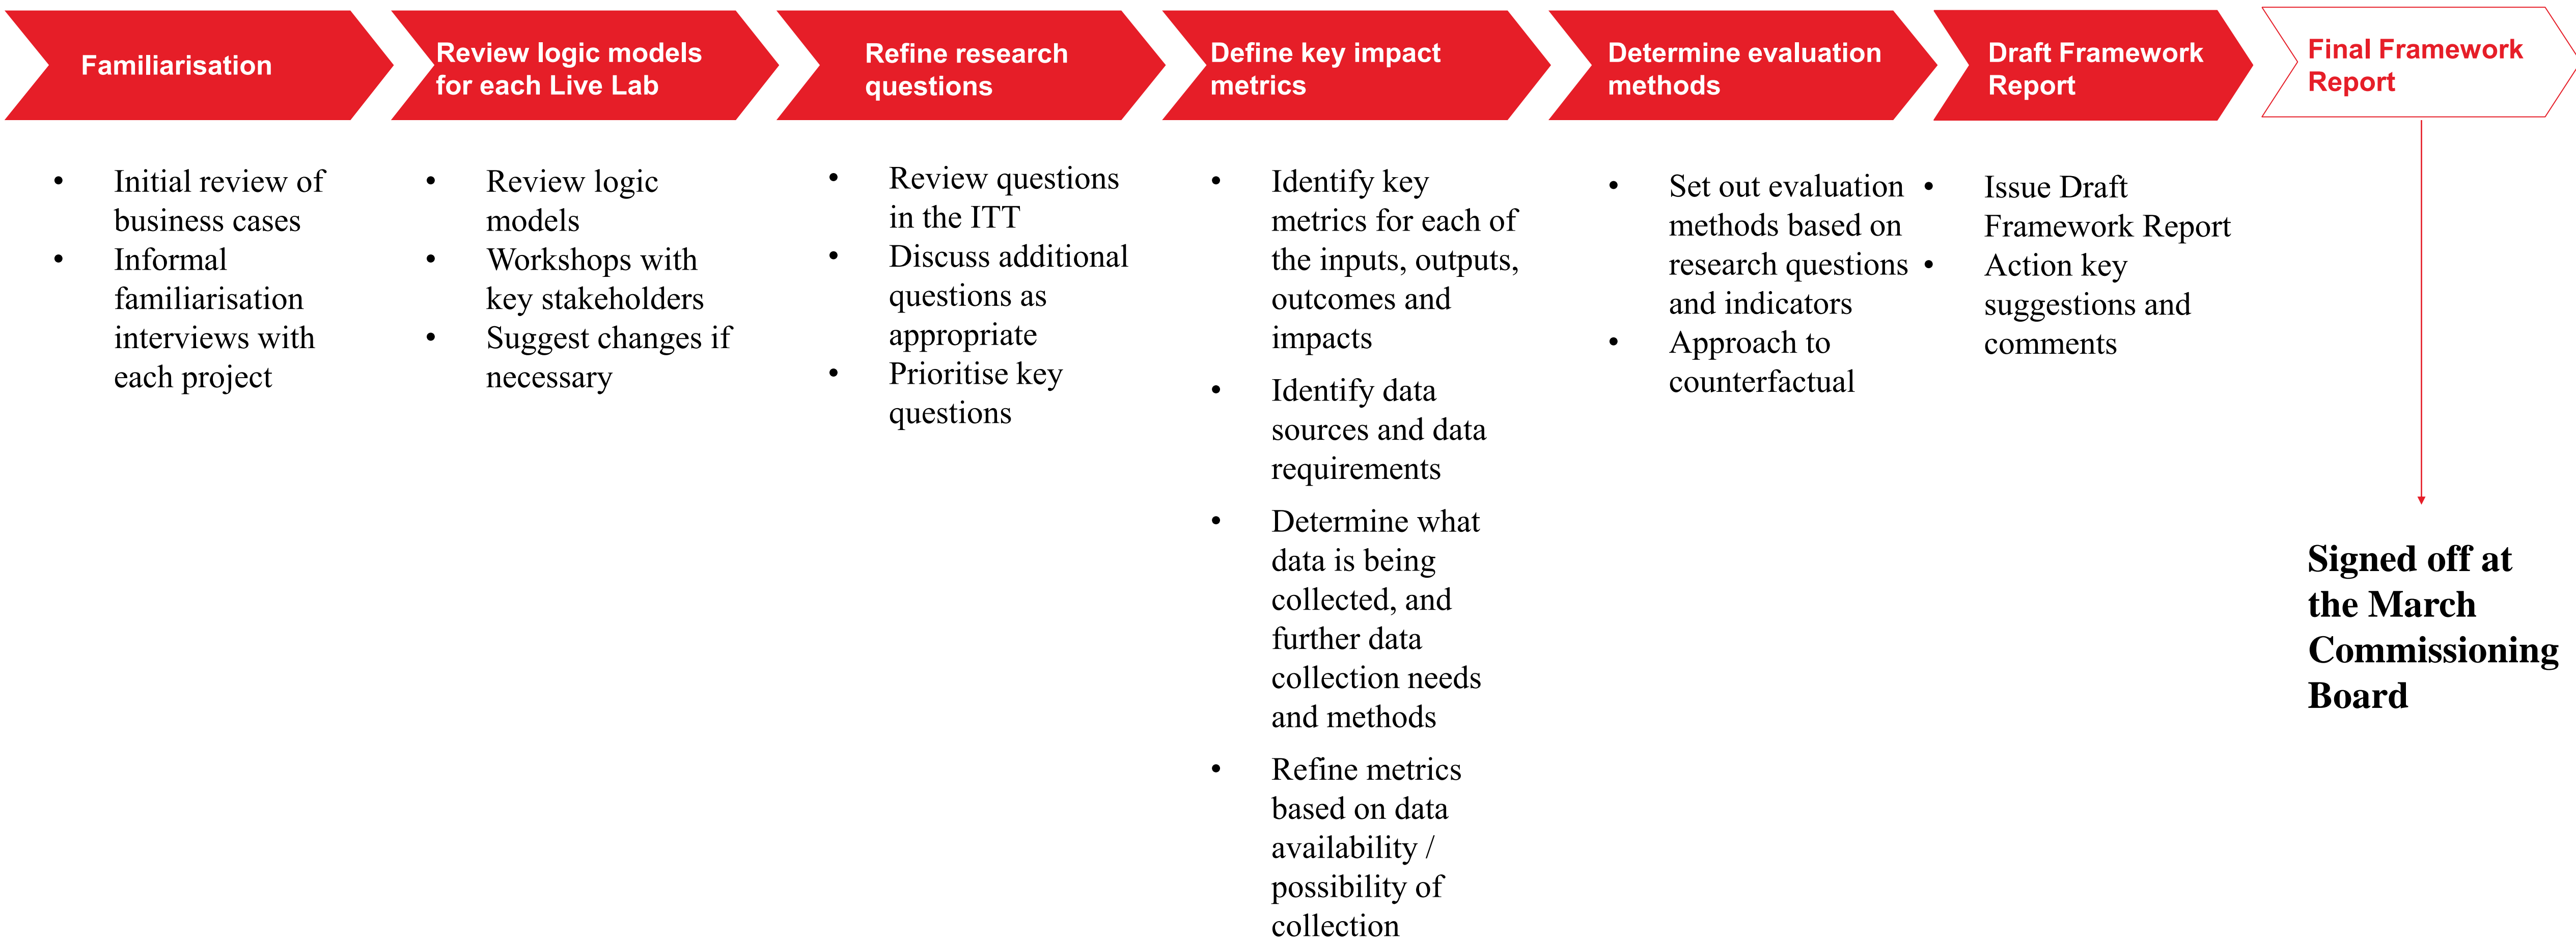 Familiarisation
Review logic models
for each Live Lab
Refine research
questions
Define key impact
metrics
Determine evaluation
methods
Draft Framework
Report
Final Framework
Report
• Initial review of
business cases
• Informal
familiarisation
interviews with
each project
• Review logic
models
• Workshops with
key stakeholders
• Suggest changes if
necessary
• Review questions
in the ITT
• Discuss additional
questions as
appropriate
• Prioritise key
questions
• Identify key
metrics for each of
the inputs, outputs,
outcomes and
impacts
• Identify data
sources and data
requirements
• Determine what
data is being
collected, and
further data
collection needs
and methods
• Refine metrics
based on data
availability /
possibility of
collection
• Set out evaluation
methods based on
research questions
and indicators
• Approach to
counterfactual
• Issue Draft
Framework Report
• Action key
suggestions and
comments
Signed off at
the March
Commissioning
Board